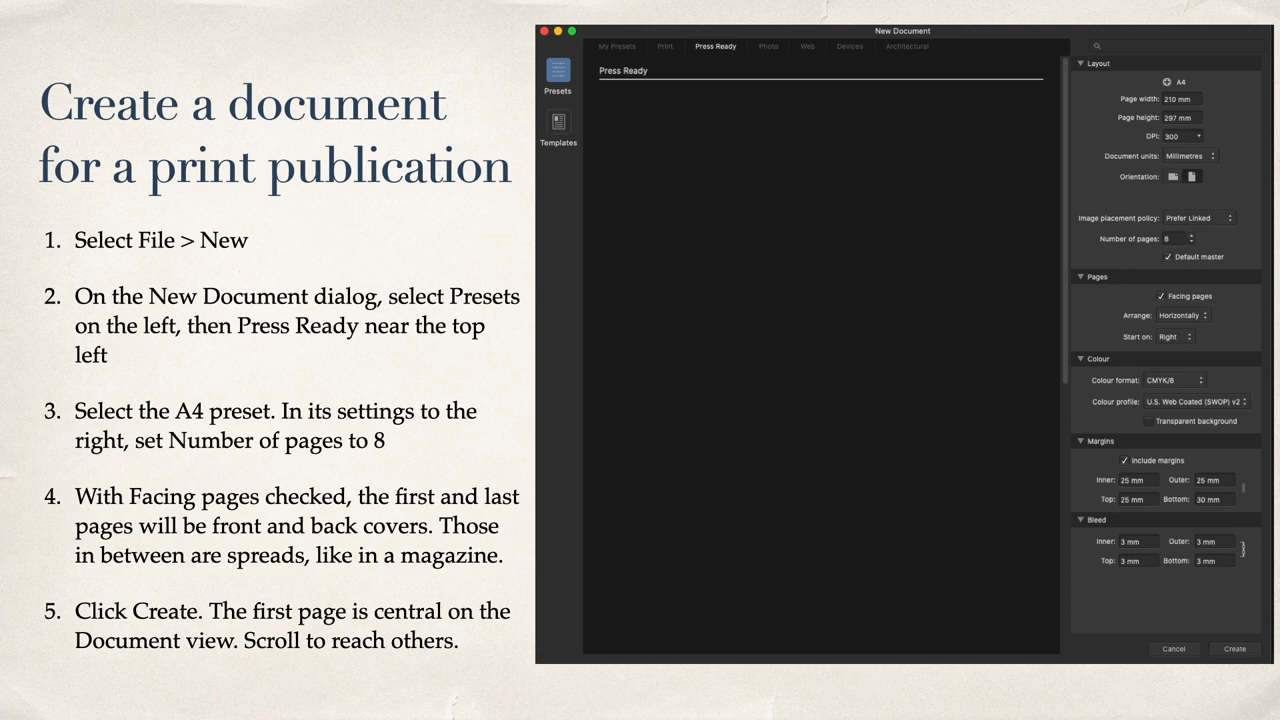 Create a document
for a print publication
1. Select File > New
2. On the New Document dialog, select Presets
on the left, then Press Ready near the top
left
3. Select the A4 preset. In its settings to the
right, set Number of pages to 8
4. With Facing pages checked, the first and last
pages will be front and back covers. Those
in between are spreads, like in a magazine.
5. Click Create. The first page is central on the
Document view. Scroll to reach others.
New Document
My Presets Print Press Ready Photo Web Devices Architectural
Presets
Templates
Press Ready
Layout
A4
Page width: 210 mm
Page height: 297 mm
DPI: 300
Document units: Millimetres
Orientation:
Image placement policy: Prefer Linked
Number of pages: 8
Default master
Pages
Facing pages
Arrange: Horizontally
Start on: Right
Colour
Colour format: CMYK/8
Colour profile: U.S. Web Coated (SWOP) v2
Transparent background
Margins
Include margins
Inner: 25 mm Outer: 25 mm
Top: 25 mm Bottom: 30 mm
Bleed
Inner: 3 mm Outer: 3 mm
Top: 3 mm Bottom: 3 mm
Cancel Create